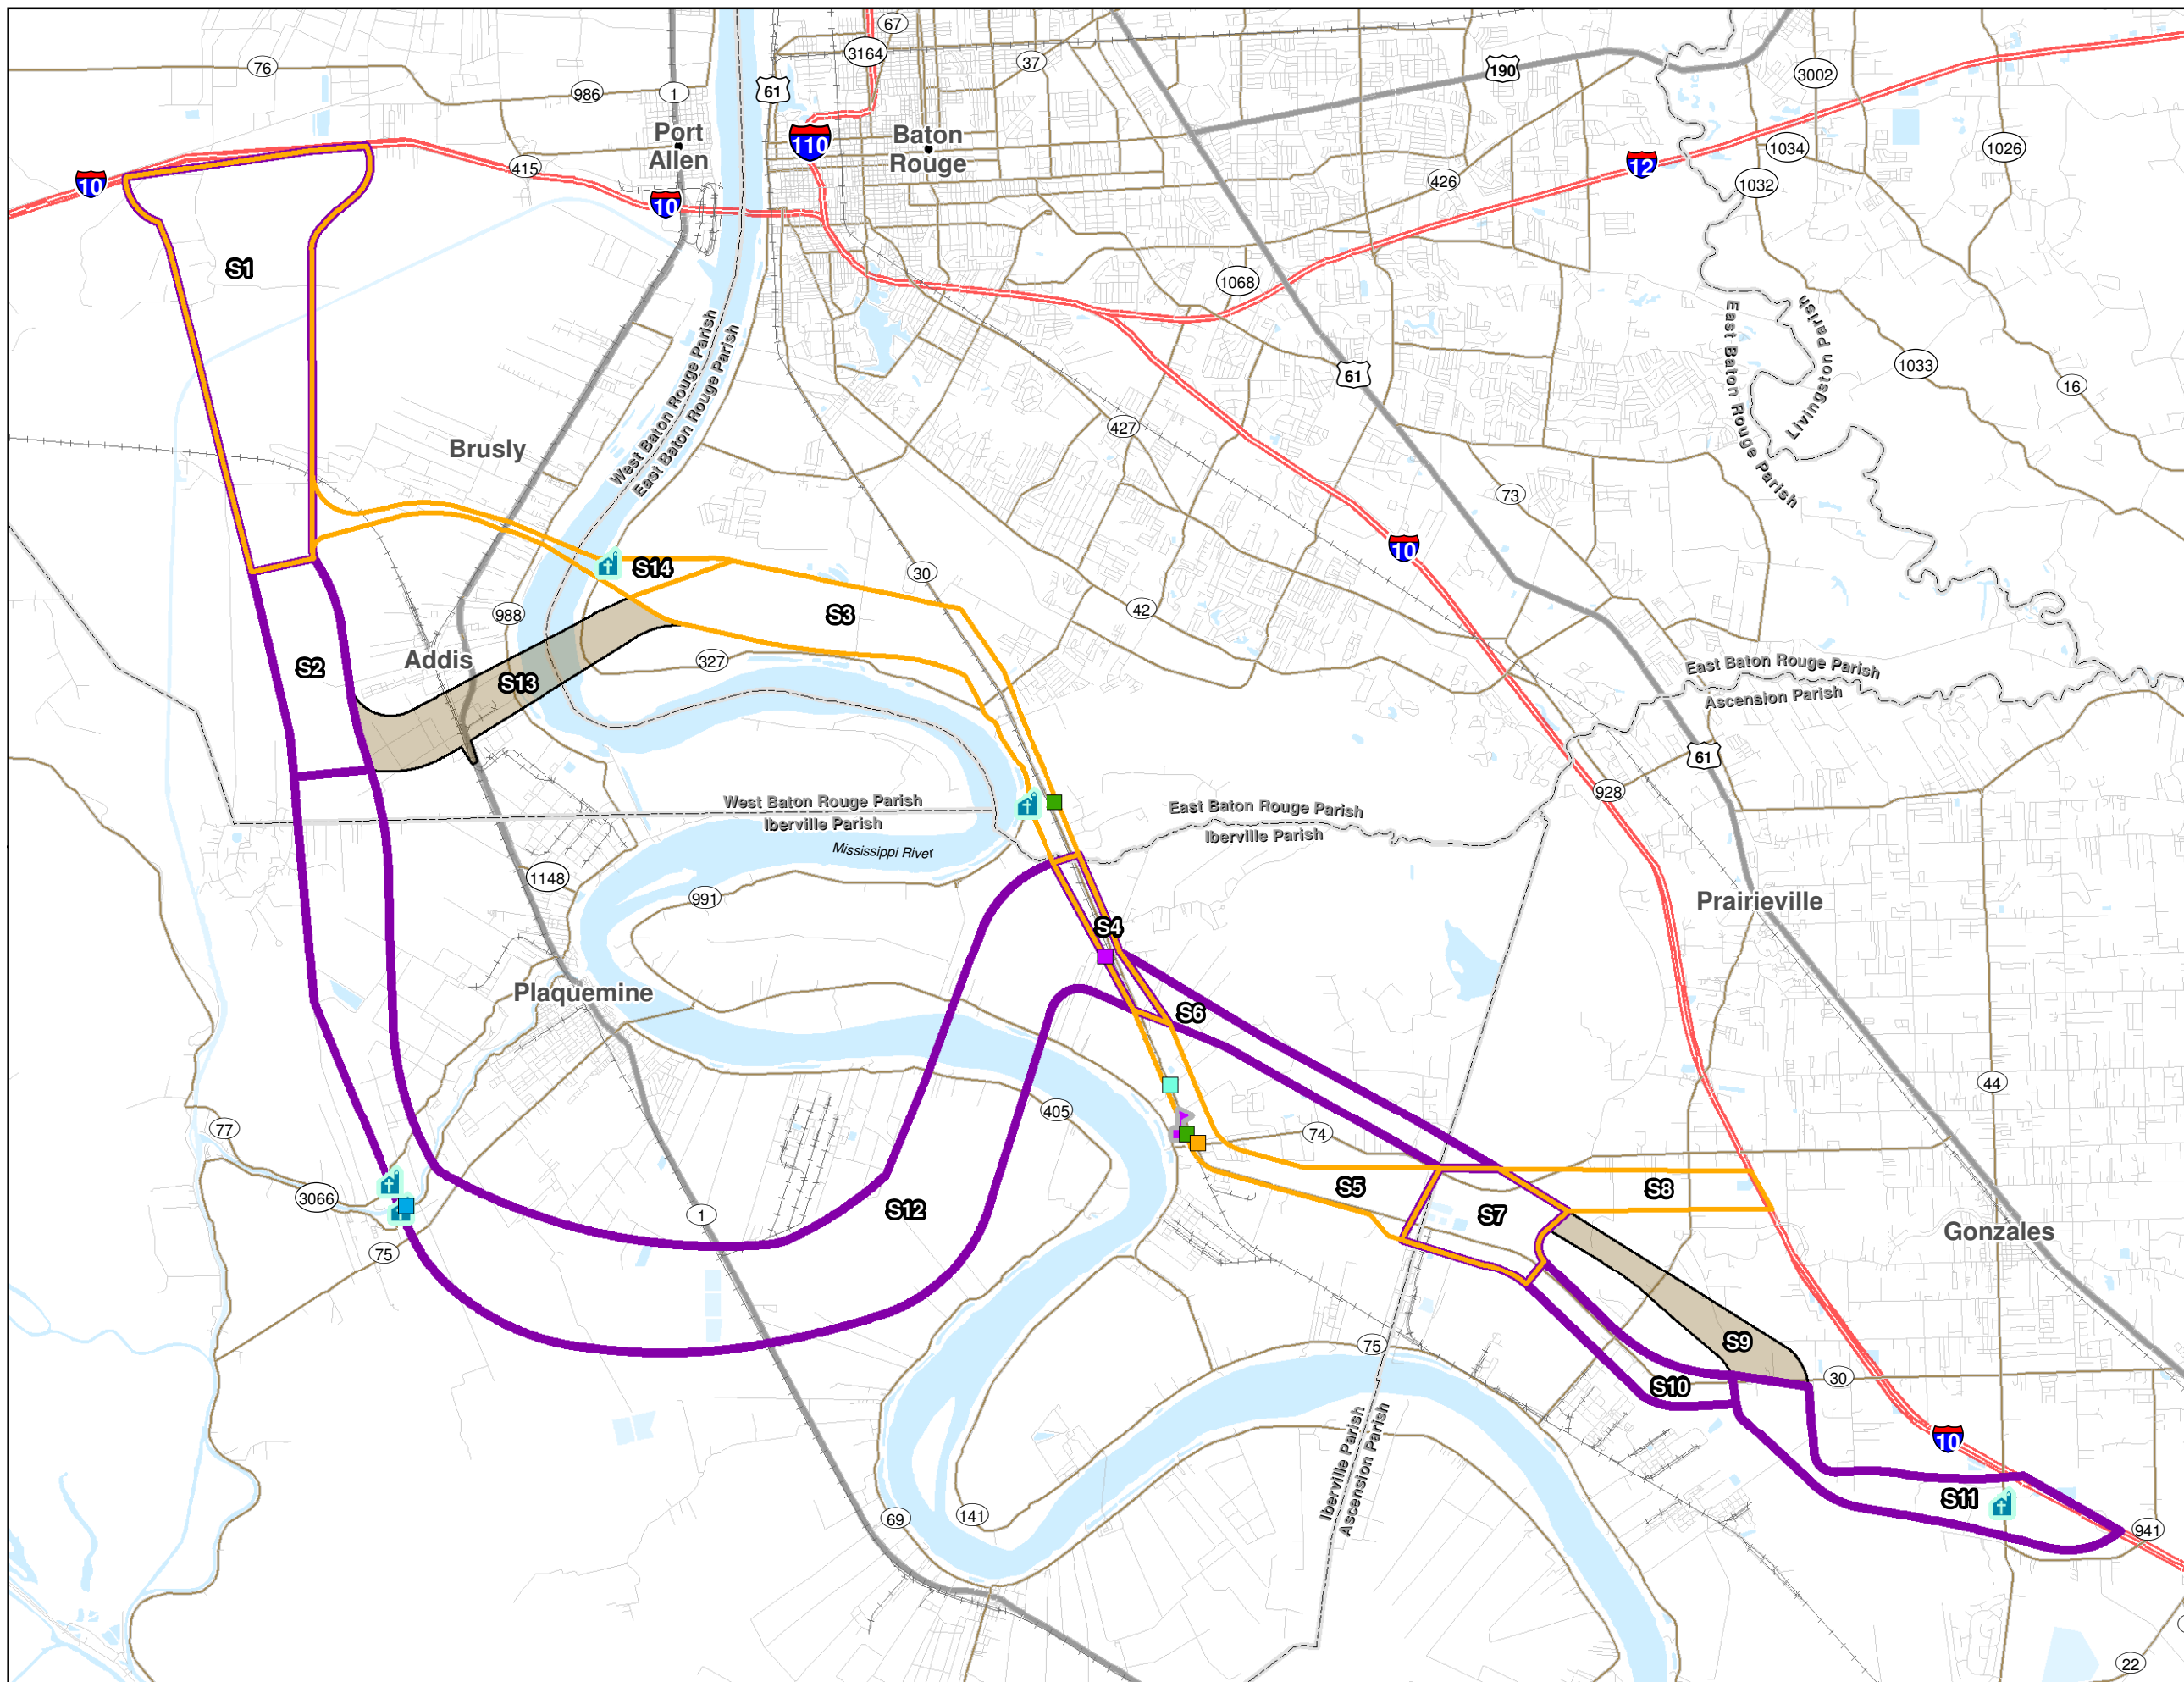 67
3164
37
76
190
3002
986
1
61
Port
Allen
110
Baton
Rouge
1034
1026
415
12
426
1032
10
10
S1
1068
West Baton Rouge Parish
East Baton Rouge Parish
East Baton Rouge Parish
Livingston Parish
1033
61
16
427
Brusly
73
10
S14
30
988
S3
42
S2
Addis
327
S13
East Baton Rouge Parish
Ascension Parish
61
928
West Baton Rouge Parish
Iberville Parish
East Baton Rouge Parish
Iberville Parish
Mississippi River
1148
991
Prairieville
S4
Plaquemine
S6
44
405
77
74
3066
S5
S8
1
S12
S7
Gonzales
75
S9
75
30
S10
Iberville Parish
Ascension Parish
10
S11
69
141
941
22